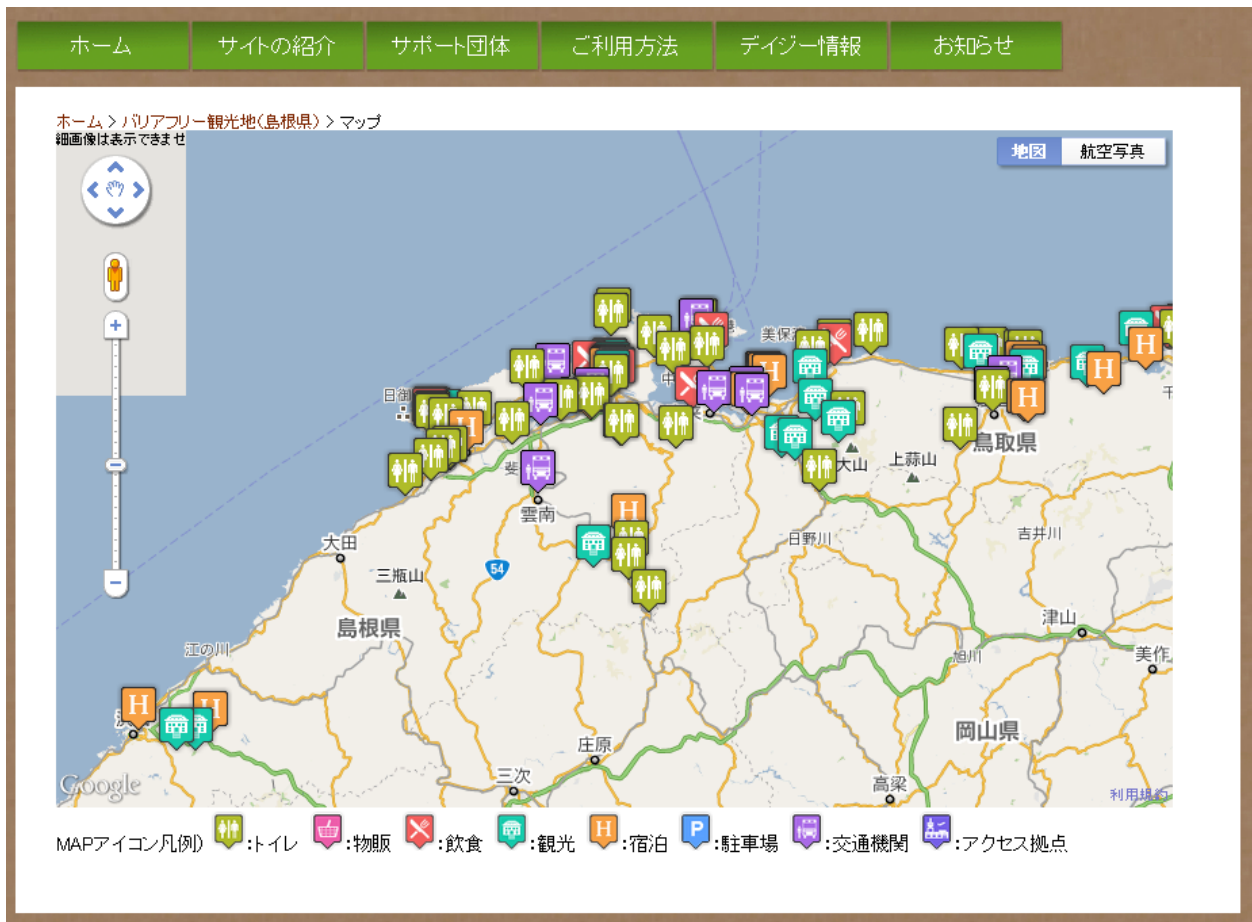 ホーム サイトの紹介 サポート団体 ご利用方法 デイジー情報 お知らせ
ホーム > バリアフリー観光地(島根県) > マップ
細画像は表示できませ
地図 航空写真
美保
日御
鳥取県
大山
上蒜山
雲南
大田
日野川
吉井川
54
三瓶山
津山
島根県
江の川
旭川
美作
岡山県
庄原
三次
高梁
Google
利用規約
MAPアイコン凡例) :トイレ :物販 :飲食 :観光 H:宿泊 P:駐車場 :交通機関 :アクセス拠点